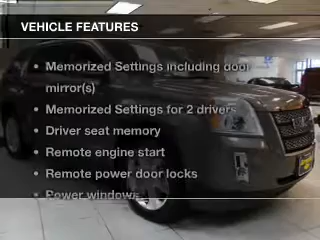 VEHICLE FEATURES
• Memorized Settings including door
mirror(s)
• Memorized Settings for 2 drivers
• Driver seat memory
• Remote engine start
• Remote power door locks
• Power windows